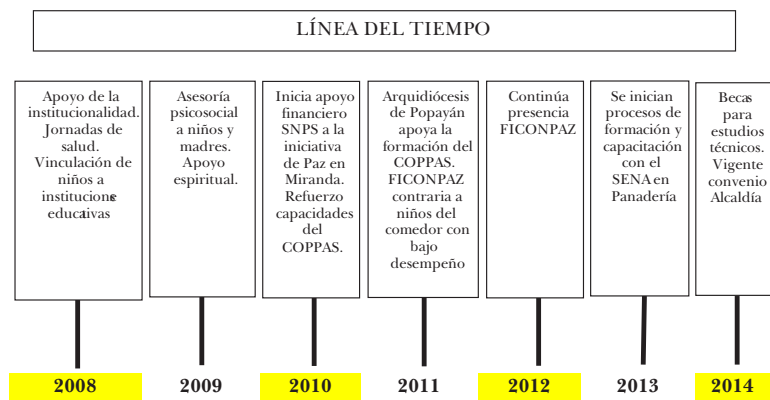 LÍNEA DEL TIEMPO
Apoyo de la
institucionalidad.
Jornadas de
salud.
Vinculación de
niños a
institucions
educativas
Asesoría
psicosocial
a niños y
madres.
Apoyo
espiritual.
Inicia apoyo
financiero
SNPS a la
iniciativa
de Paz en
Miranda.
Refuerzo
capacidades
del
COPPAS.
Arquidiócesis
de Popayán
apoya la
formación del
COPPAS.
FICONPAZ
contraria a
niños del
comedor con
bajo
desempeño
Continúa
presencia
FICONPAZ
Se inician
procesos de
formación y
capacitación
con el
SENA en
Panadería
Becas
para
estudios
técnicos.
Vigente
convenio
Alcaldía
2008
2009
2010
2011
2012
2013
2014